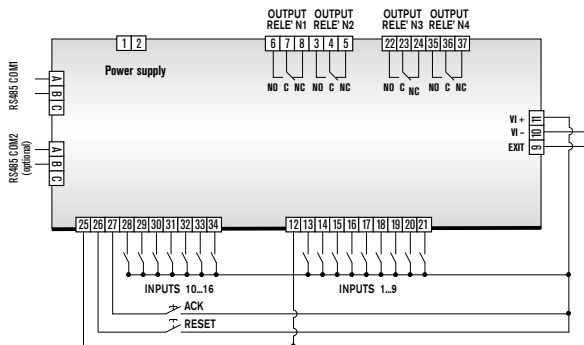 OUTPUT OUTPUT OUTPUT OUTPUT
RELE' N1 RELE' N2 RELE' N3 RELE' N4
1 2 6 7 8 3 4 5 22 23 24 35 36 37
Power supply
NO C NC NO C NC NO C NC NO C NC
RS485 COM1
A
B
C
RS485 COM2
(optional)
A
B
C
VI + 11
VI – 10
EXIT 9
25 26 27 28 29 30 31 32 33 34 12 13 14 15 16 17 18 19 20 21
INPUTS 10...16 INPUTS 1...9
ACK
RESET